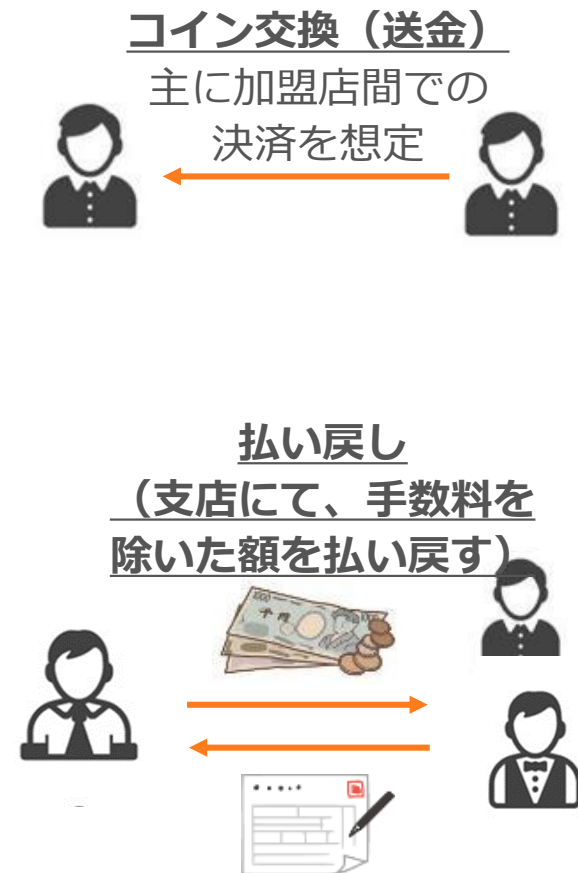 コイン交換（送金）
主に加盟店間での
決済を想定
払い戻し
（支店にて、手数料を
除いた額を払い戻す）